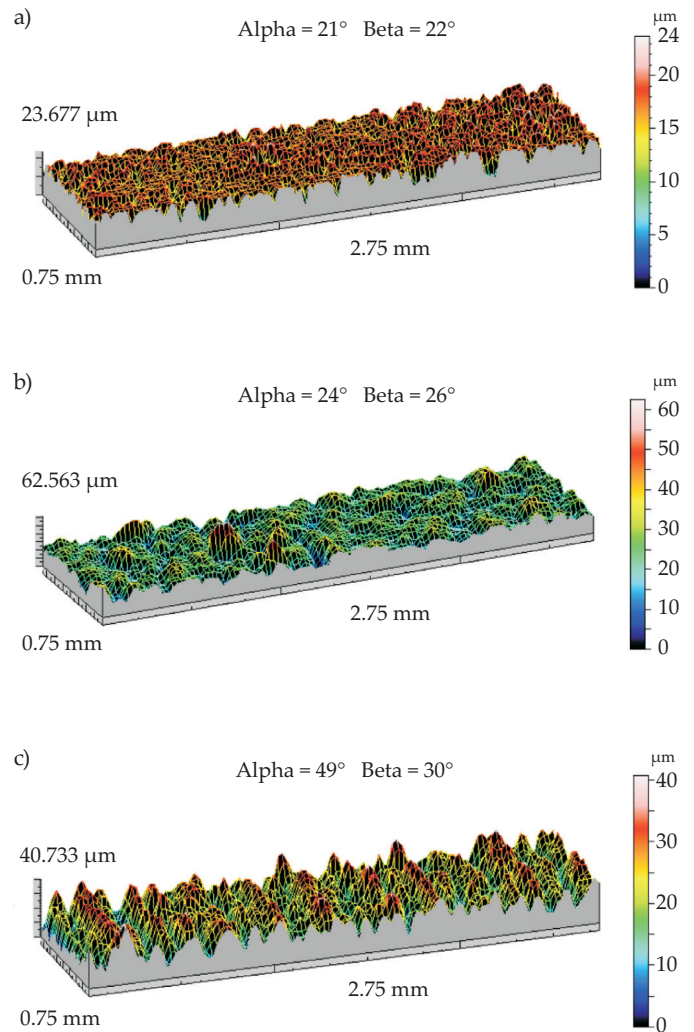 a)
Alpha = 21° Beta = 22°
µm
24
23.677 µm
20
15
10
5
0
2.75 mm
0.75 mm
b)
Alpha = 24° Beta = 26°
µm
60
62.563 µm
50
40
30
20
10
0
2.75 mm
0.75 mm
c)
Alpha = 49° Beta = 30°
µm
40
40.733 µm
30
20
10
0
2.75 mm
0.75 mm